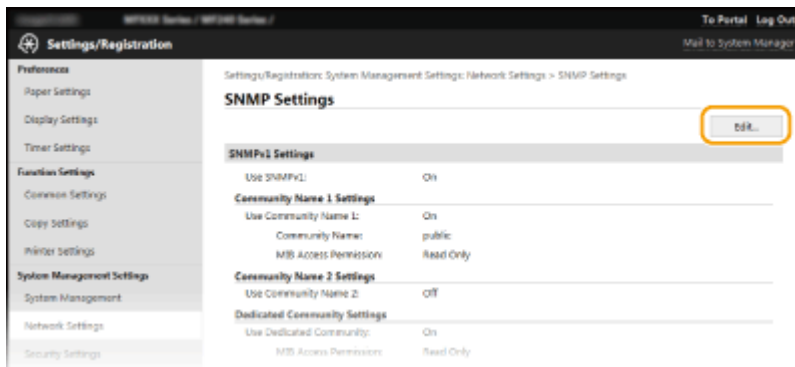 MF6XX Series / MF240 Series /
To Portal Log Out
Settings/Registration
Mail to System Manager
Preferences
Paper Settings
Display Settings
Timer Settings
Function Settings
Common Settings
Copy Settings
Printer Settings
System Management Settings
System Management
Network Settings
Security Settings
Settings/Registration: System Management Settings: Network Settings > SNMP Settings
SNMP Settings
Edit...
SNMPv1 Settings
Use SNMPv1: On
Community Name 1 Settings
Use Community Name 1: On
Community Name: public
MIB Access Permission: Read Only
Community Name 2 Settings
Use Community Name 2: Off
Dedicated Community Settings
Use Dedicated Community: On
MIB Access Permission: Read Only